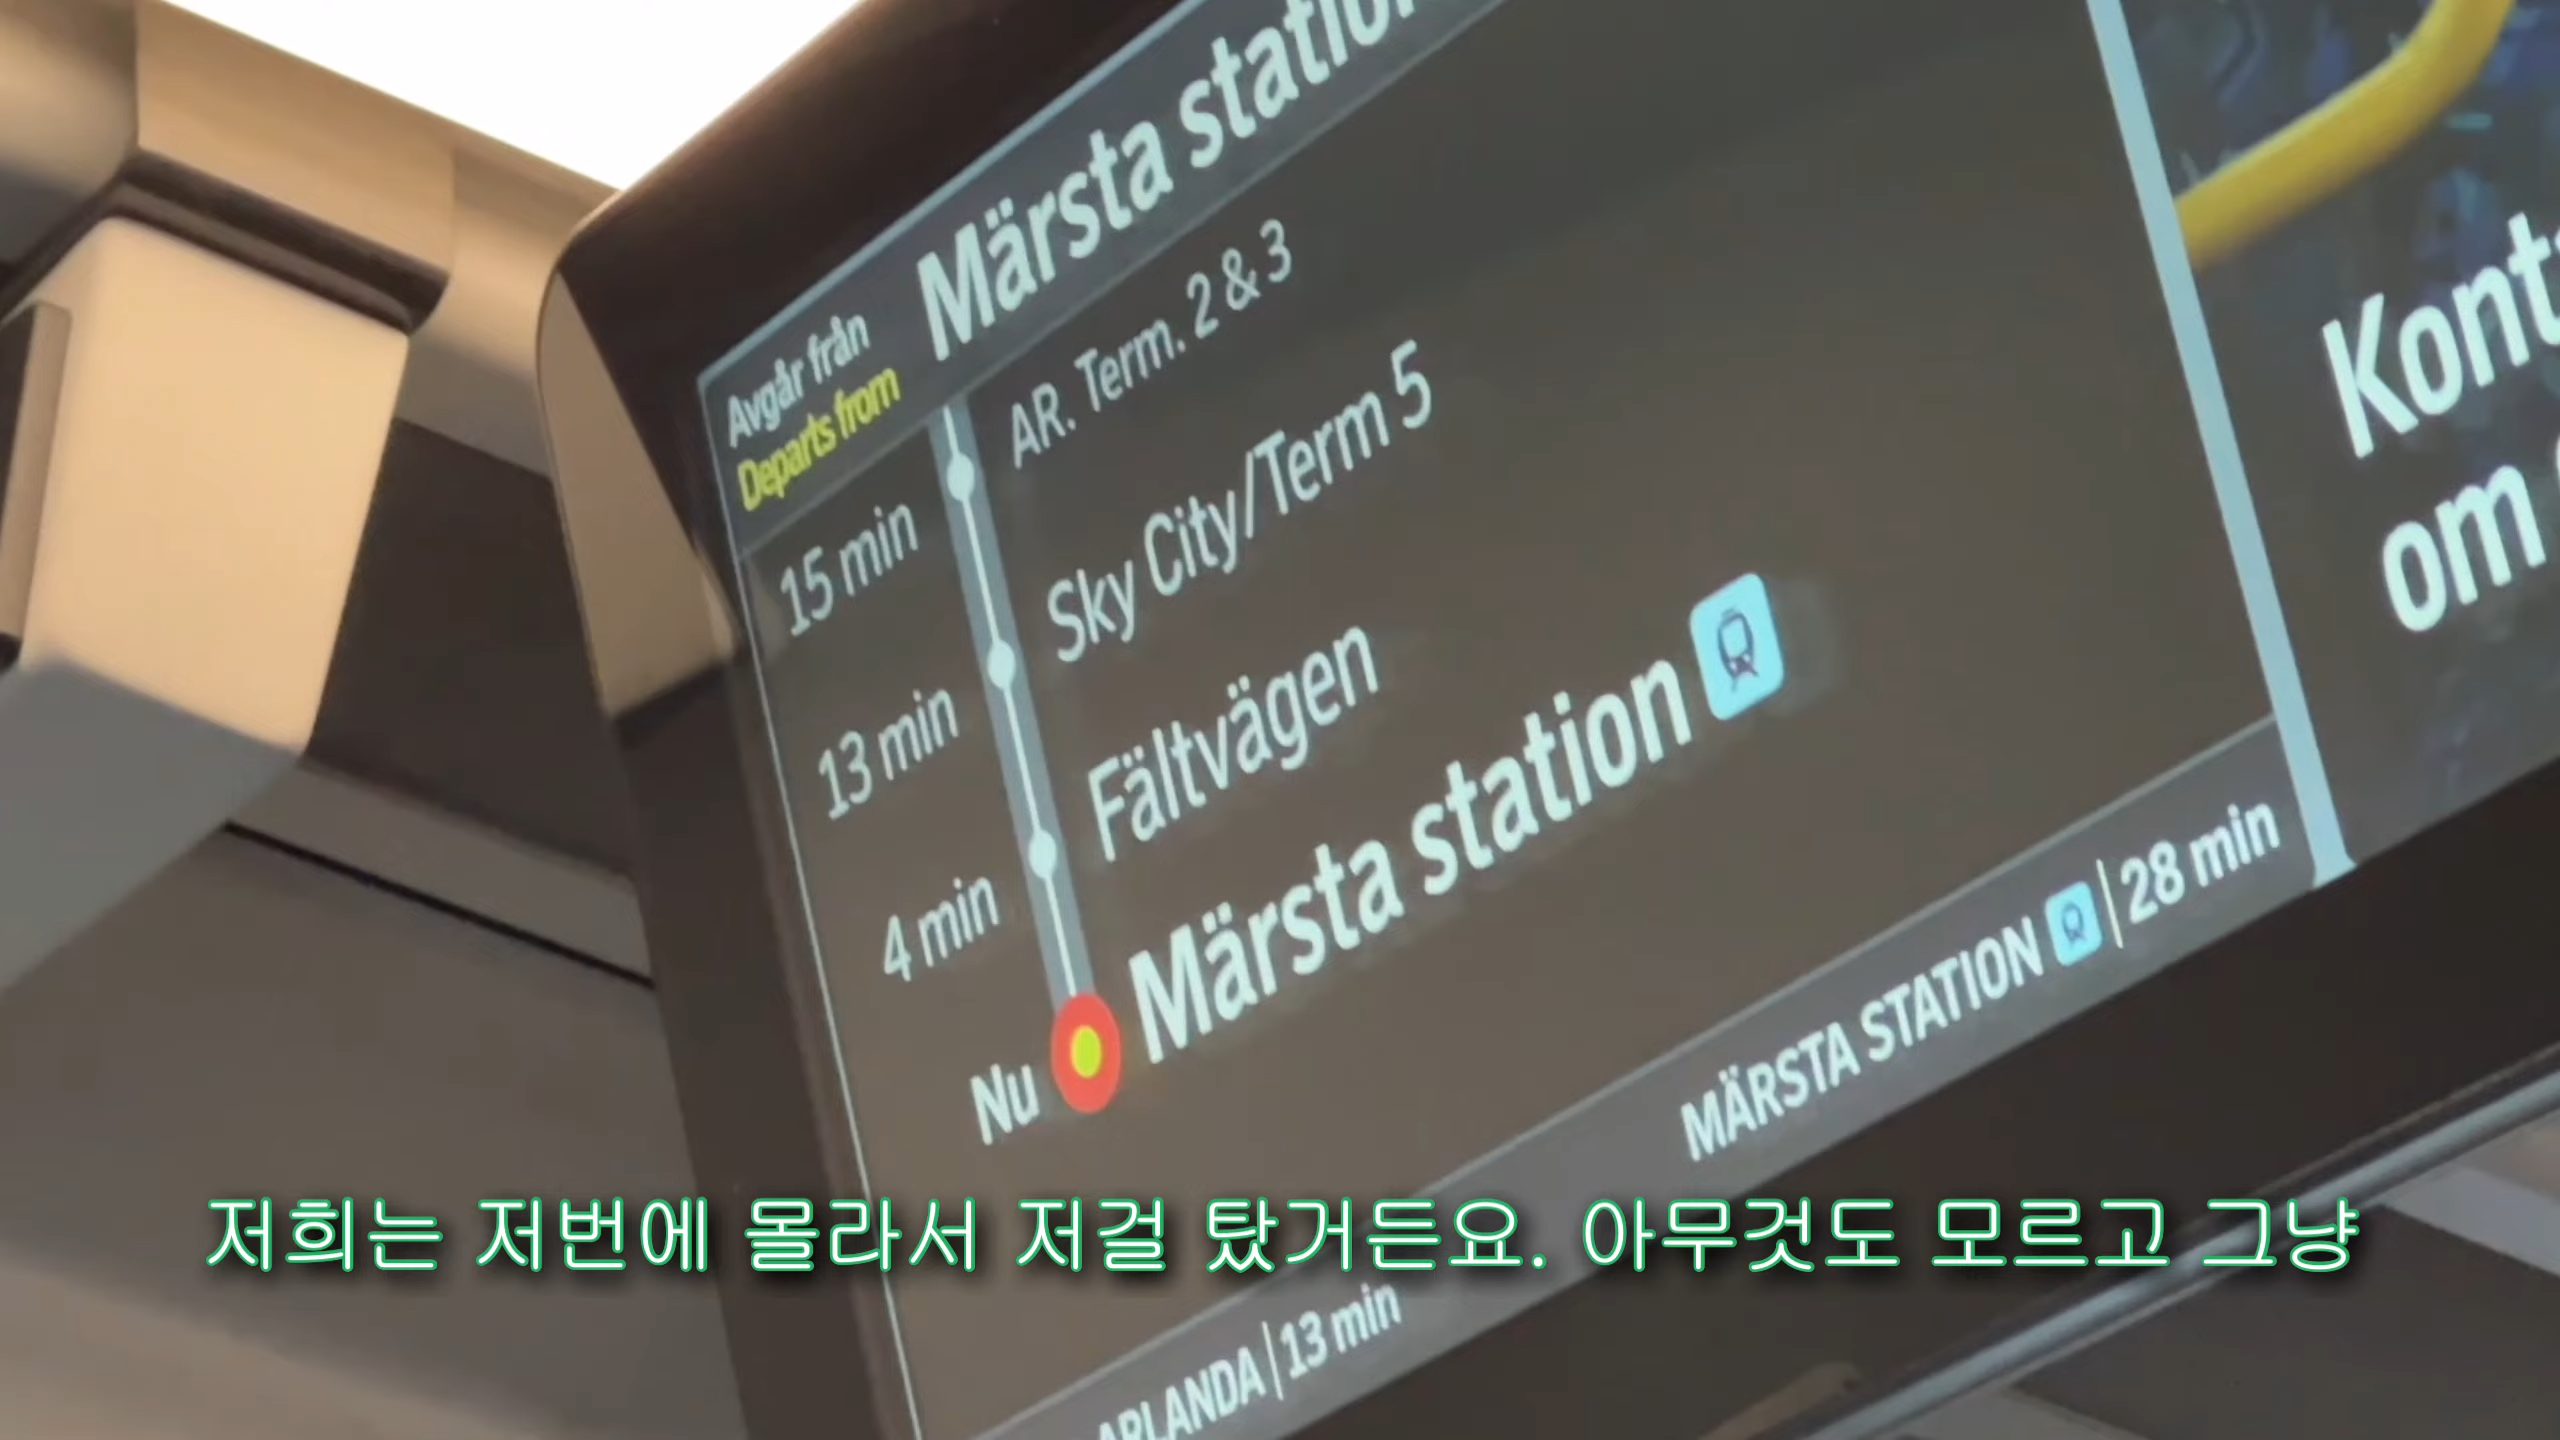 Avgår från
Departs from
Märsta station
15 min
AR. Term. 2 & 3
13 min
Sky City/Term 5
4 min
Fältvägen
Nu
Märsta station
ARLANDA | 13 min
MÄRSTA STATION | 28 min
om
저희는 저번에 몰라서 저걸 탔거든요. 아무것도 모르고 그냥